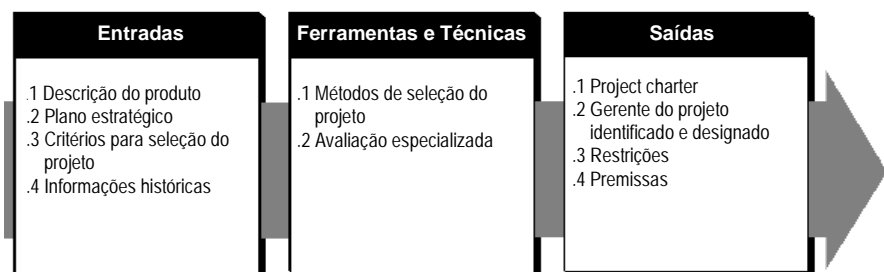 Entradas
.1 Descrição do produto
.2 Plano estratégico
.3 Critérios para seleção do
projeto
.4 Informações históricas
Ferramentas e Técnicas
.1 Métodos de seleção do
projeto
.2 Avaliação especializada
Saídas
.1 Project charter
.2 Gerente do projeto
identificado e designado
.3 Restrições
.4 Premissas